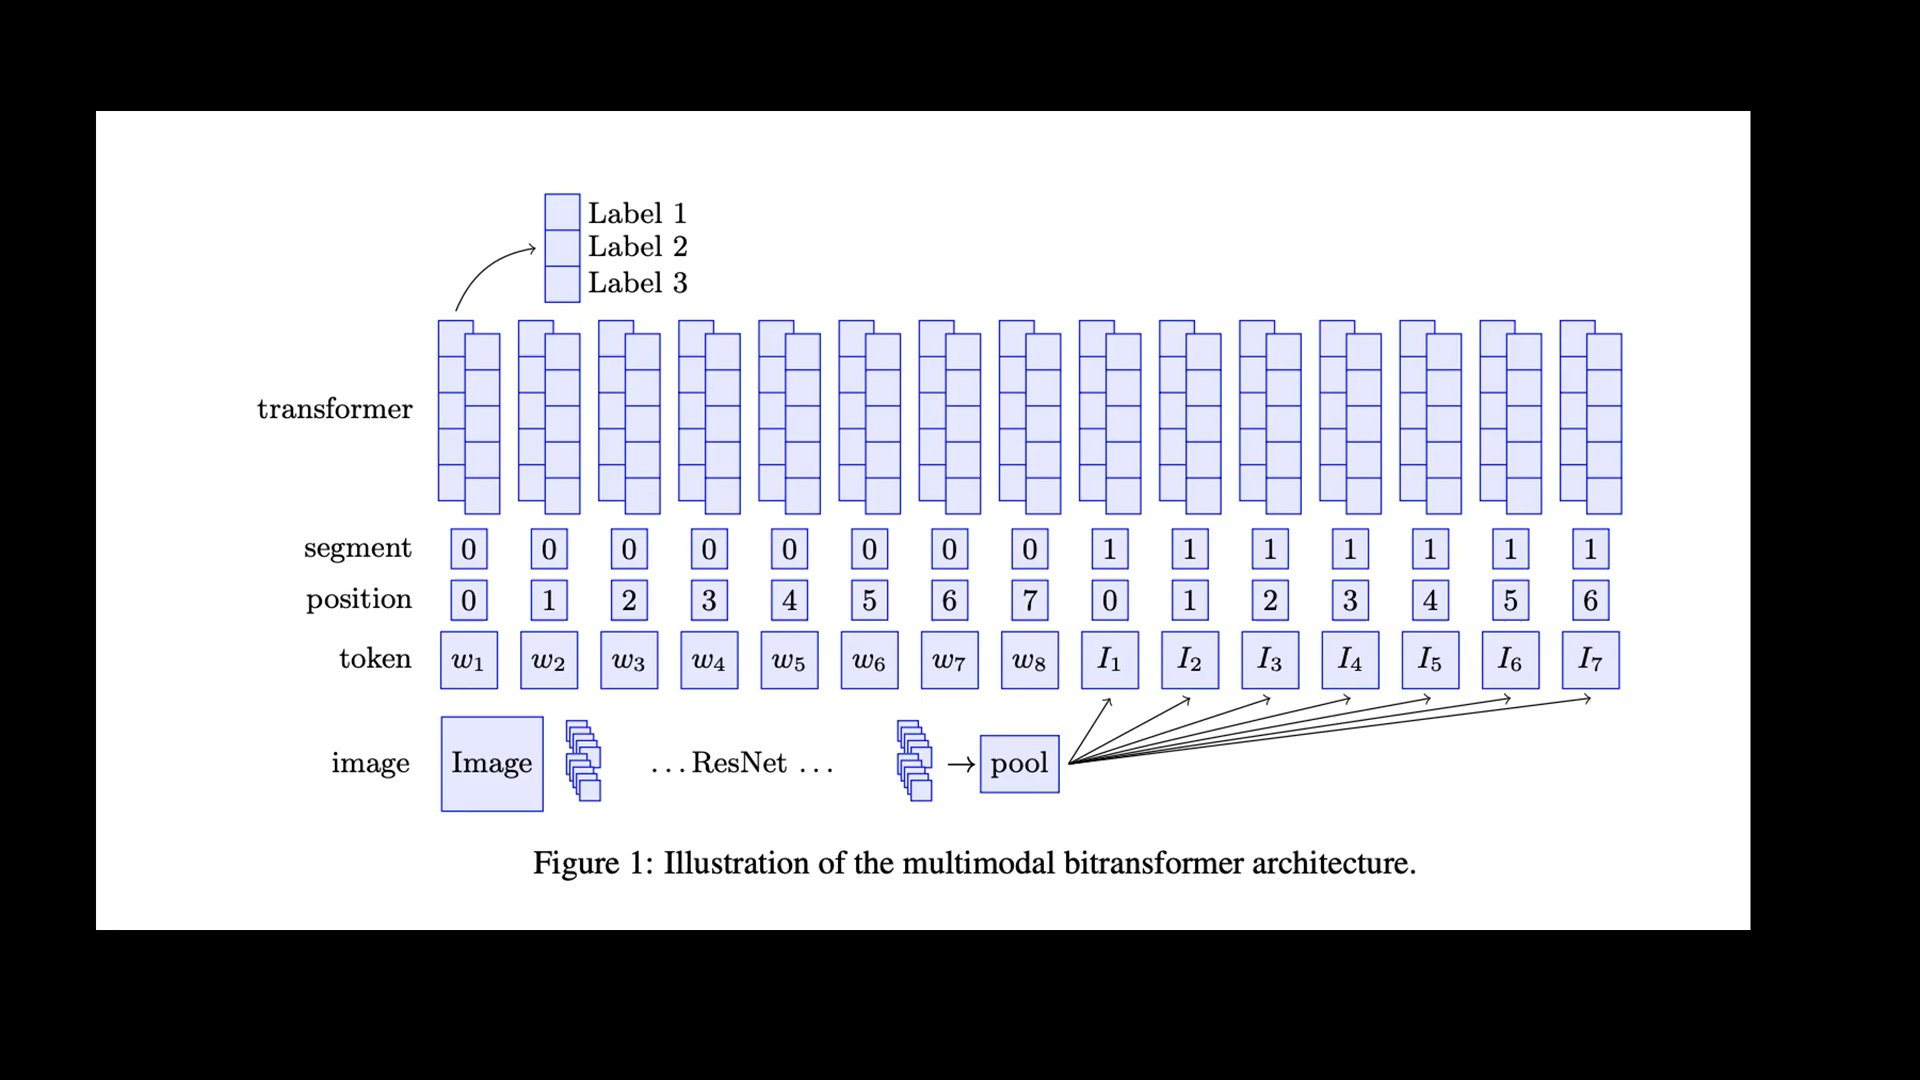 Label 1
Label 2
Label 3
transformer
segment 0 0 0 0 0 0 0 0 1 1 1 1 1 1 1
position 0 1 2 3 4 5 6 7 0 1 2 3 4 5 6
token w₁ w₂ w₃ w₄ w₅ w₆ w₇ w₈ I₁ I₂ I₃ I₄ I₅ I₆ I₇
image Image ...ResNet ... → pool
Figure 1: Illustration of the multimodal bitransformer architecture.